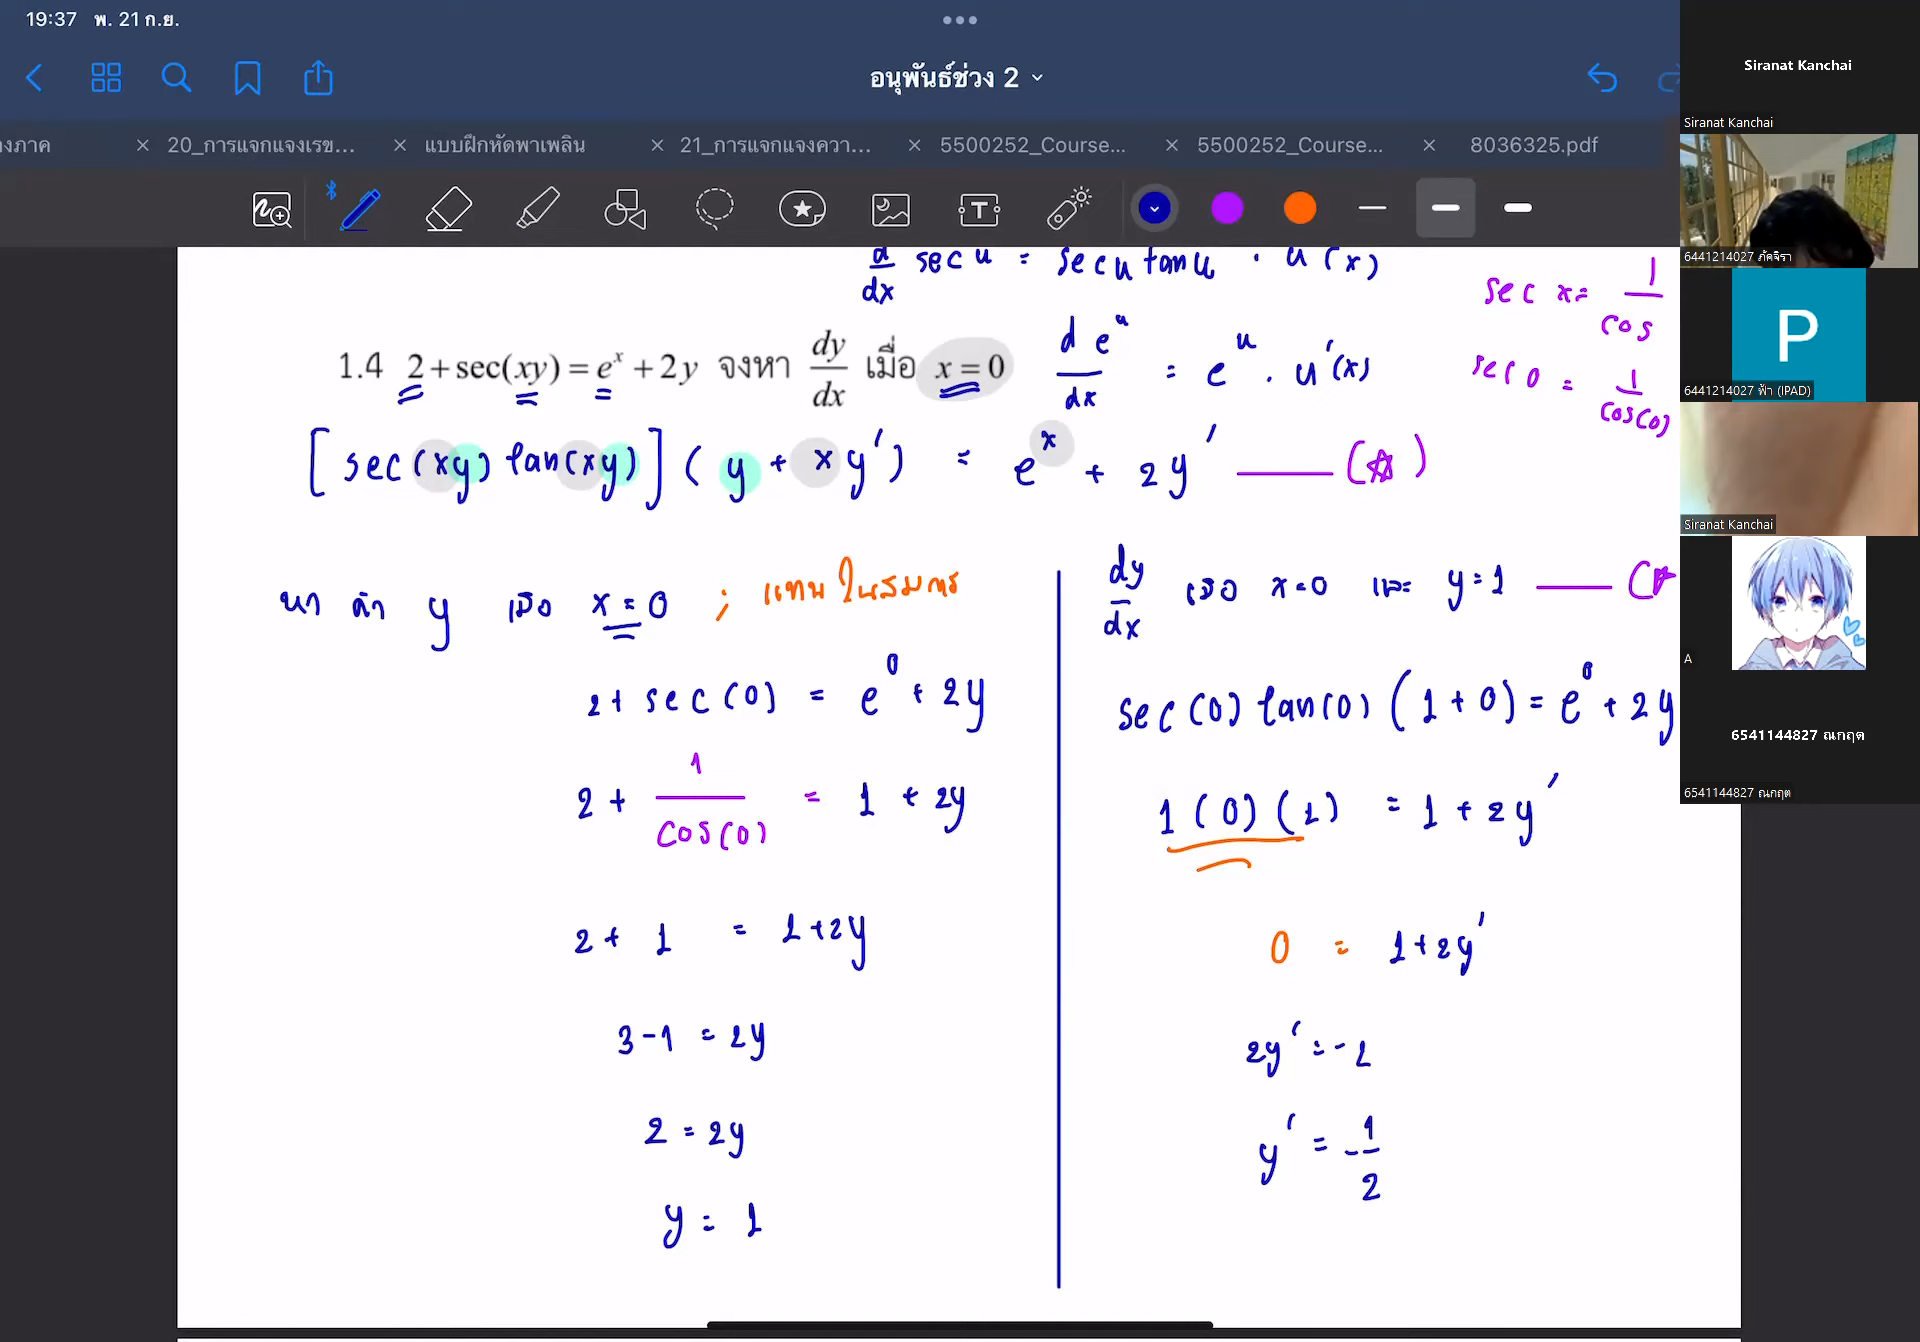 19:37 พ. 21 ก.ย.
อนุพันธ์ช่วง 2
งภาค
20_การแจกแจงเรข...
แบบฝึกหัดพาเพลิน
21_การแจกแจงควา...
5500252_Course...
5500252_Course...
8036325.pdf
d/dx sec u = sec u tan u · u'(x)
sec x = 1/cos
1.4 2 + sec(xy) = e^x + 2y จงหา dy/dx เมื่อ x = 0
d e^u/dx = e^u · u'(x)
sec 0 = 1/cos(0)
[sec(xy) tan(xy)] (y + xy') = e^x + 2y' —— (☆)
หา ค่า y เมื่อ x = 0 ; แทนในสมการ
2 + sec(0) = e^0 + 2y
2 + 1/cos(0) = 1 + 2y
2 + 1 = 1 + 2y
3 - 1 = 2y
2 = 2y
y = 1
dy/dx เมื่อ x = 0 และ y = 1 ——
sec(0) tan(0) (1 + 0) = e^0 + 2y
1 (0) (1) = 1 + 2y'
0 = 1 + 2y'
2y' = -1
y' = -1/2
Siranat Kanchai
Siranat Kanchai
6441214027 ภัคจิรา
P
6441214027 ฟ้า (IPAD)
Siranat Kanchai
A
6541144827 ณกฤต
6541144827 ณกฤต